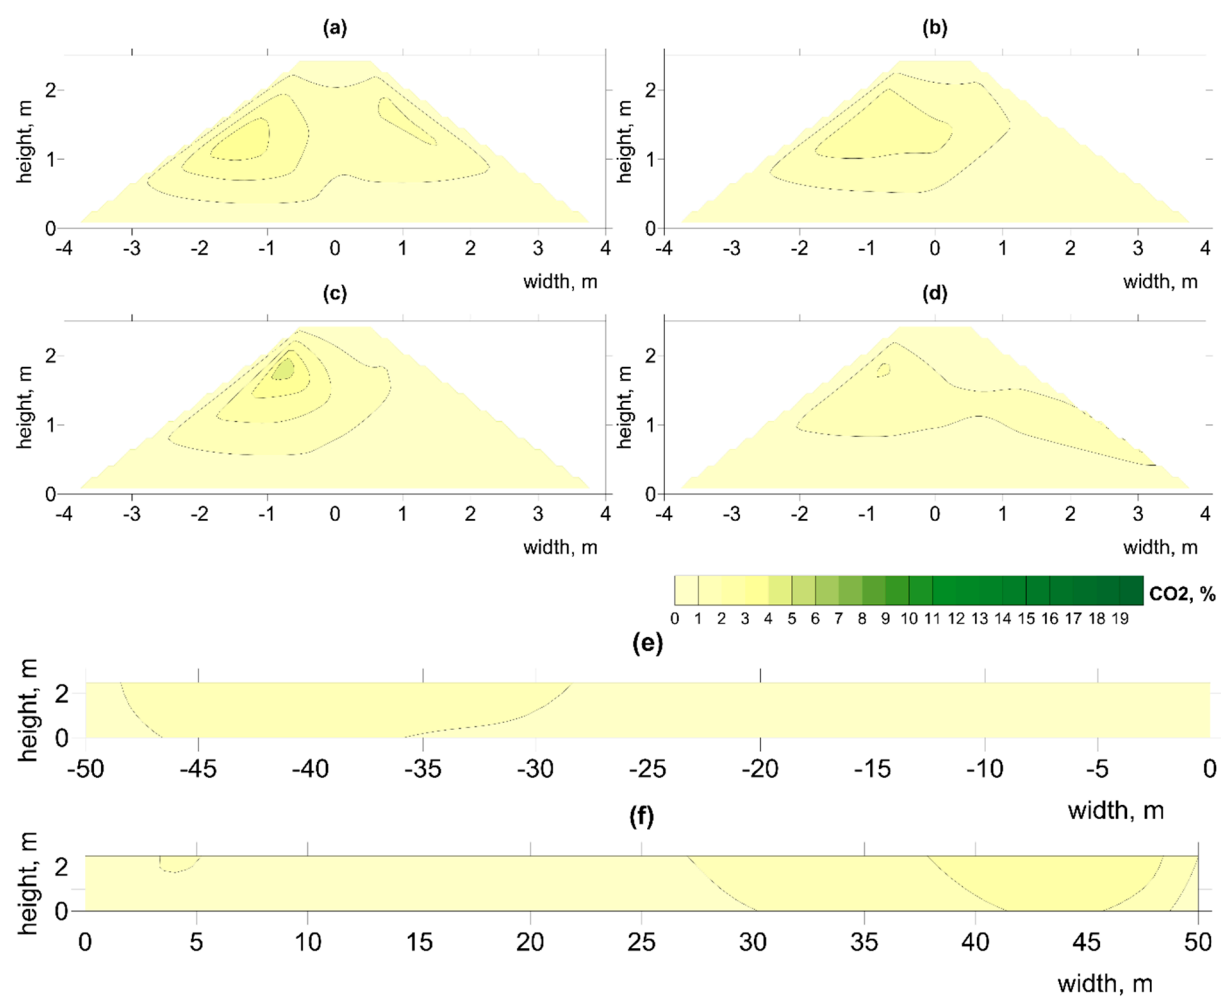 (a) (b)
height, m 2 1 0 height, m 2 1 0
-4 -3 -2 -1 0 1 2 3 4 -4 -3 -2 -1 0 1 2 3 4
width, m width, m
(c) (d)
height, m 2 1 0 height, m 2 1 0
-4 -3 -2 -1 0 1 2 3 4 -4 -3 -2 -1 0 1 2 3 4
width, m width, m
CO2, %
0 1 2 3 4 5 6 7 8 9 10 11 12 13 14 15 16 17 18 19
(e)
height, m 2 0
-50 -45 -40 -35 -30 -25 -20 -15 -10 -5 0
width, m
(f)
height, m 2 0
0 5 10 15 20 25 30 35 40 45 50
width, m